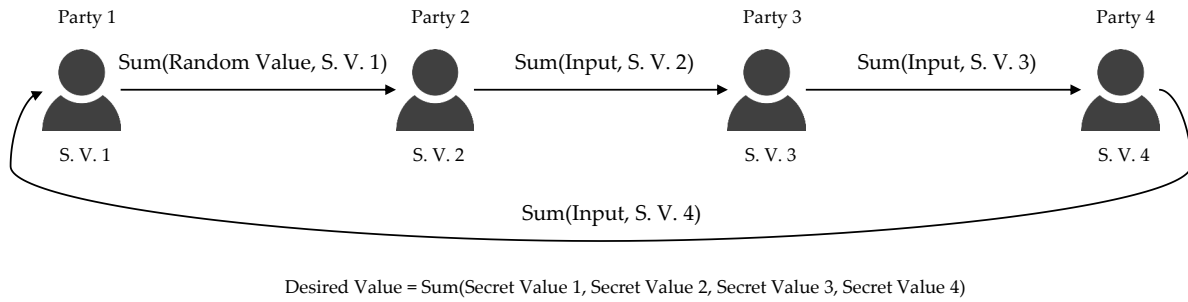 Party 1
Party 2
Party 3
Party 4
Sum(Random Value, S. V. 1)
Sum(Input, S. V. 2)
Sum(Input, S. V. 3)
S. V. 1
S. V. 2
S. V. 3
S. V. 4
Sum(Input, S. V. 4)
Desired Value = Sum(Secret Value 1, Secret Value 2, Secret Value 3, Secret Value 4)